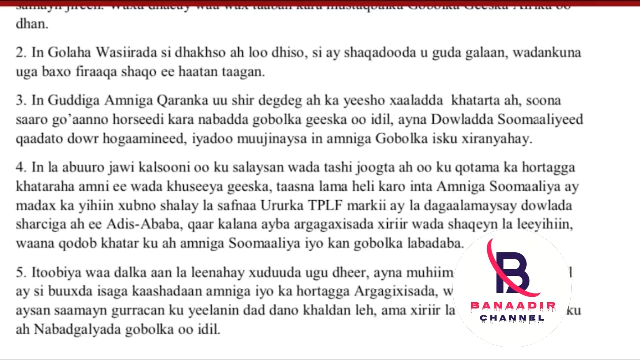 dhan.
2. In Golaha Wasiirada si dhakhso ah loo dhiso, si ay shaqadooda u guda galaan, wadankuna
uga baxo firaaqa shaqo ee haatan taagan.
3. In Guddiga Amniga Qaranka uu shir degdeg ah ka yeesho xaaladda khatarta ah, soona
saaro go'aanno horseedi kara nabadda gobolka geeska oo idil, ayna Dowladda Soomaaliyeed
qaadato dowr hogaamineed, iyadoo muujinaysa in amniga Gobolka isku xiranyahay.
4. In la abuuro jawi kalsooni oo ku salaysan wada tashi joogta ah oo ku qotama ka hortagga
khataraha amni ee wada khuseeya geeska, taasna lama heli karo inta Amniga Soomaaliya ay
madax ka yihiin xubno shalay la safnaa Ururka TPLF markii ay la dagaalamaysay dowlada
sharciga ah ee Adis-Ababa, qaar kalana ayba argagaxisada xiriir wada shaqeyn la leeyihiin,
waana qodob khatar ku ah amniga Soomaaliya iyo kan gobolka labadaba.
5. Itoobiya waa dalka aan la leenahay xuduuda ugu dheer, ayna muhiim
ay si buuxda isaga kaashadaan amniga iyo ka hortagga Argagixisada, w
aysan saamayn gurracan ku yeelanin dad dano khaldan leh, ama xiriir la ku
ah Nabadgalyada gobolka oo idil.
BANAADIR
CHANNEL